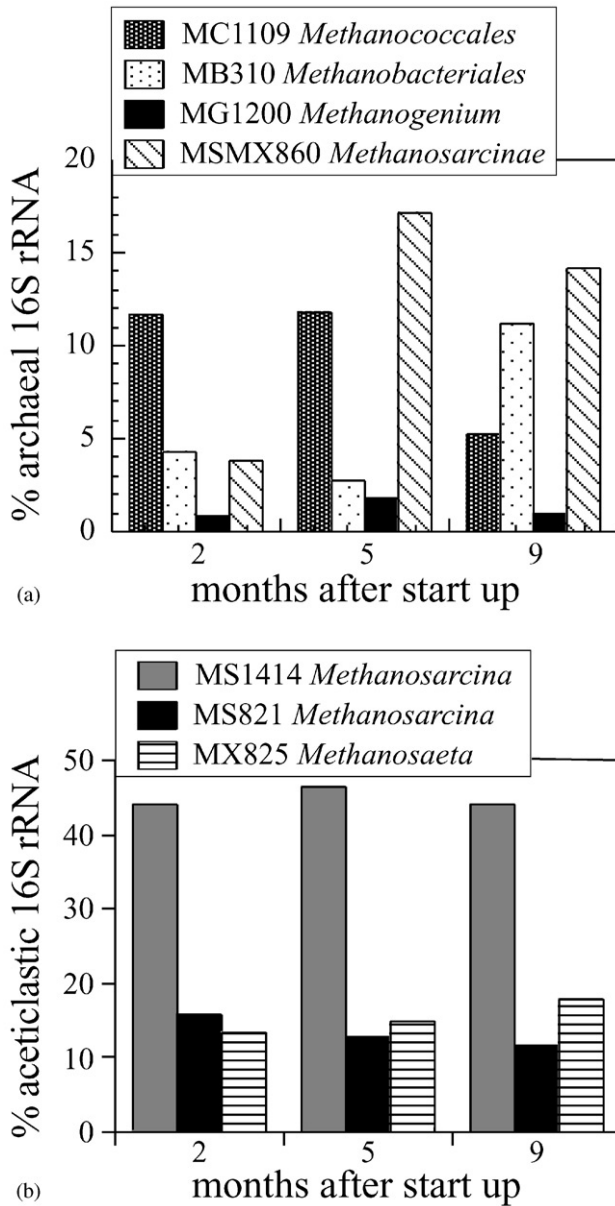 MC1109 Methanococcales
MB310 Methanobacteriales
MG1200 Methanogenium
MSMX860 Methanosarcinae
20
15
10
5
0
% archaeal 16S rRNA
2 5 9
months after start up
(a)
MS1414 Methanosarcina
MS821 Methanosarcina
MX825 Methanosaeta
50
40
30
20
10
0
% aceticlastic 16S rRNA
2 5 9
months after start up
(b)